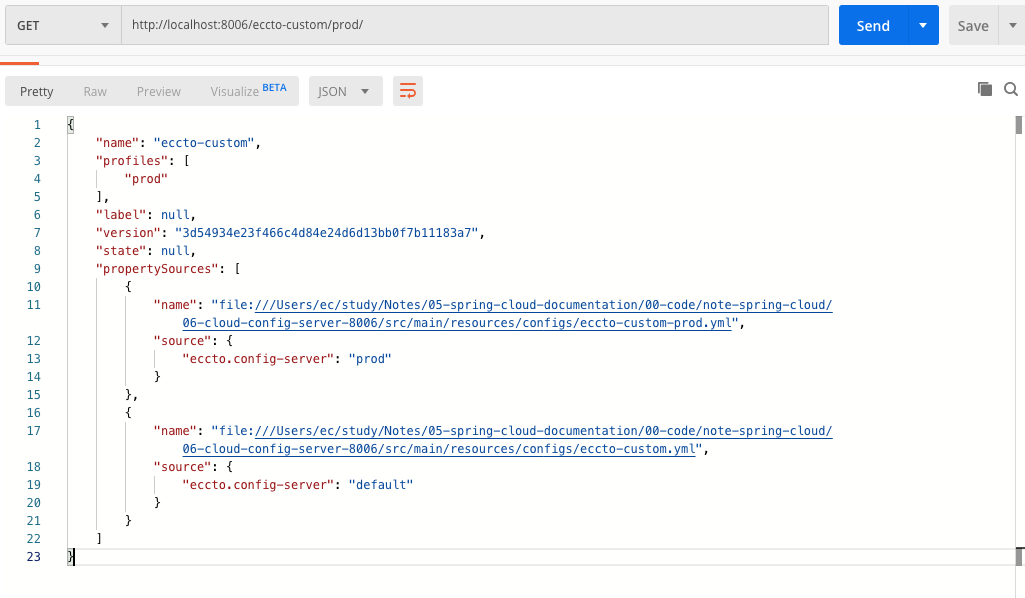 GET http://localhost:8006/eccto-custom/prod/ Send Save
Pretty Raw Preview Visualize BETA JSON
1 {
2 "name": "eccto-custom",
3 "profiles": [
4 "prod"
5 ],
6 "label": null,
7 "version": "3d54934e23f466c4d84e24d6d13bb0f7b11183a7",
8 "state": null,
9 "propertySources": [
10 {
11 "name": "file:///Users/ec/study/Notes/05-spring-cloud-documentation/00-code/note-spring-cloud/
06-cloud-config-server-8006/src/main/resources/configs/eccto-custom-prod.yml",
12 "source": {
13 "eccto.config-server": "prod"
14 }
15 },
16 {
17 "name": "file:///Users/ec/study/Notes/05-spring-cloud-documentation/00-code/note-spring-cloud/
06-cloud-config-server-8006/src/main/resources/configs/eccto-custom.yml",
18 "source": {
19 "eccto.config-server": "default"
20 }
21 }
22 ]
23 }